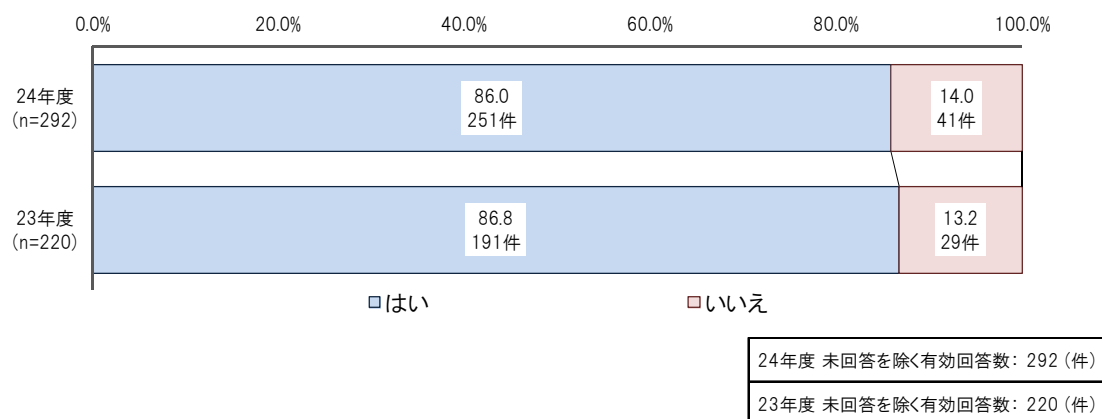 0.0% 20.0% 40.0% 60.0% 80.0% 100.0%
24年度
(n=292)
86.0
251件
14.0
41件
23年度
(n=220)
86.8
191件
13.2
29件
はい いいえ
24年度 未回答を除く有効回答数: 292 (件)
23年度 未回答を除く有効回答数: 220 (件)